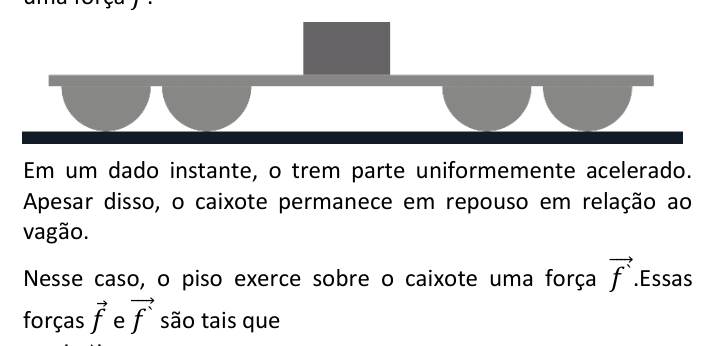 uma força f .
Em um dado instante, o trem parte uniformemente acelerado.
Apesar disso, o caixote permanece em repouso em relação ao
vagão.
Nesse caso, o piso exerce sobre o caixote uma força f⃗`.Essas
forças f⃗ e f⃗` são tais que